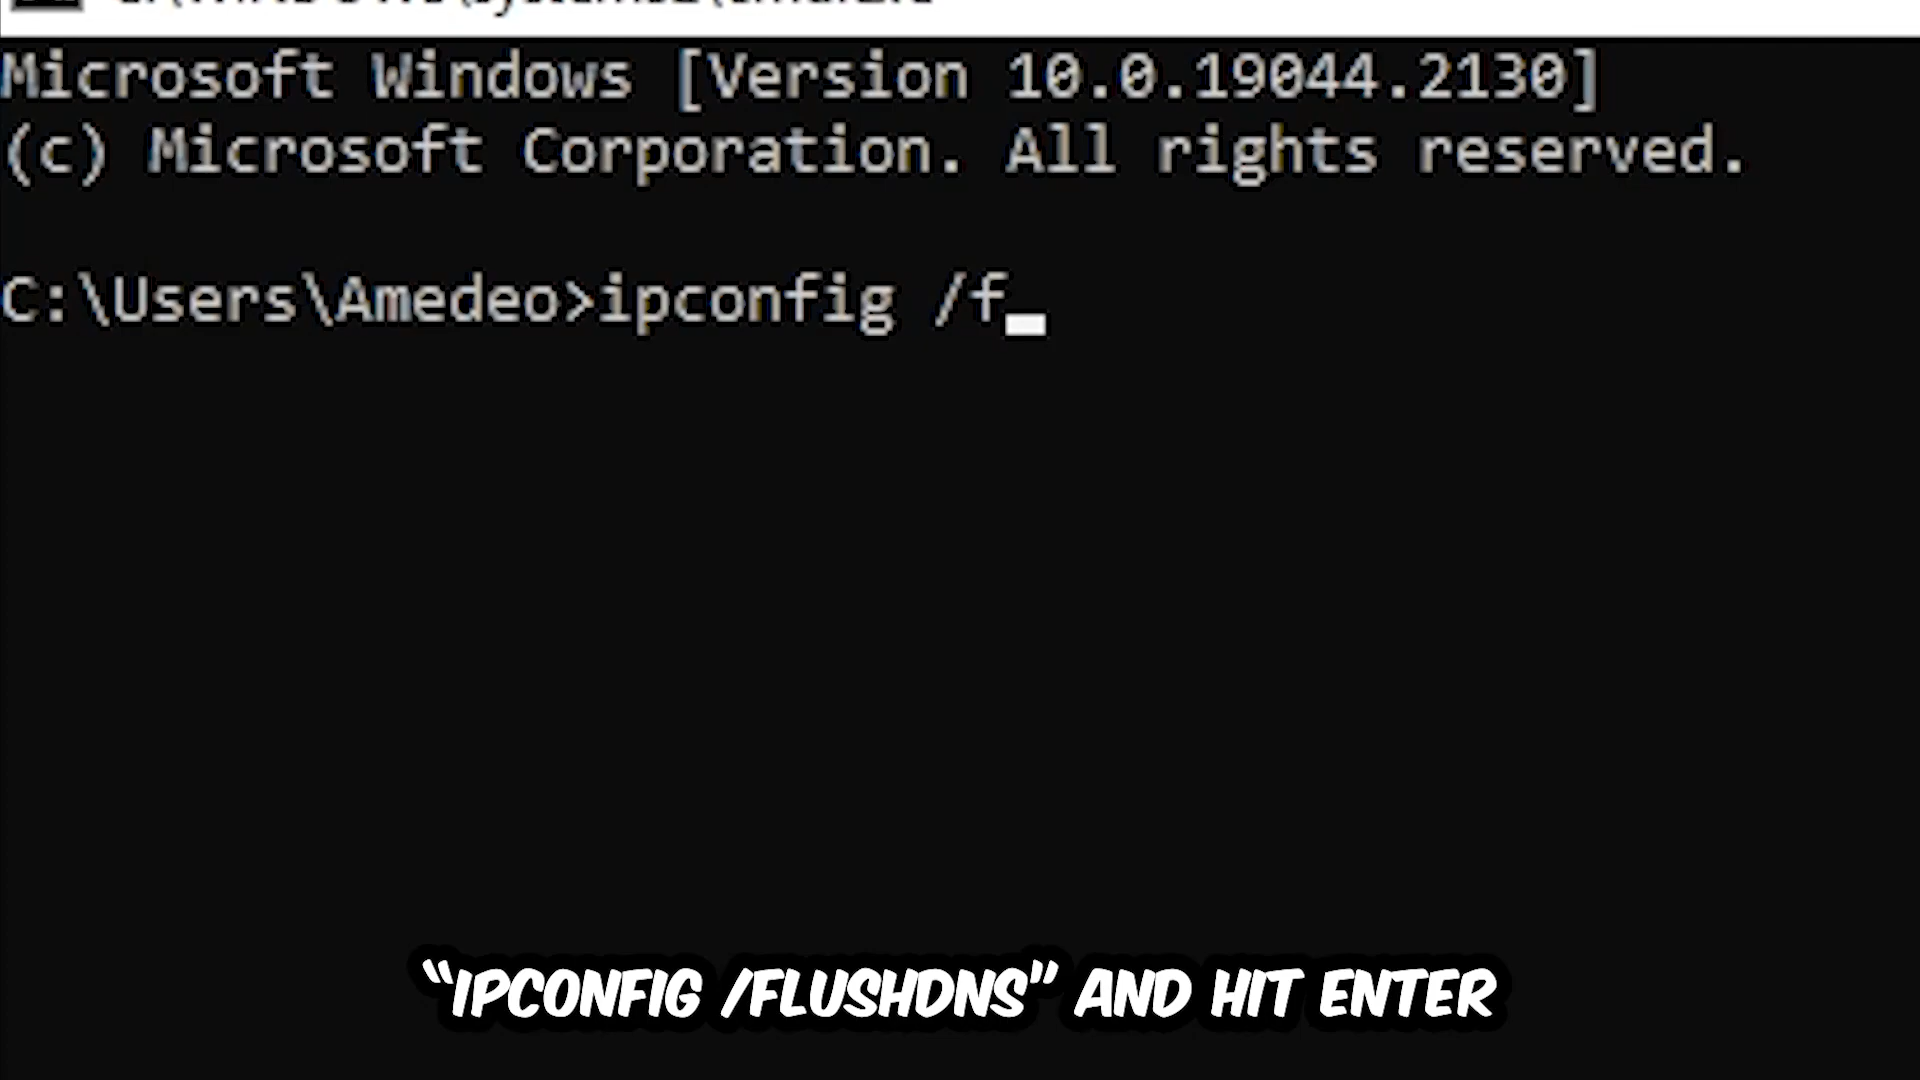 Microsoft Windows [Version 10.0.19044.2130]
(c) Microsoft Corporation. All rights reserved.
C:\Users\Amedeo>ipconfig /f
“IPCONFIG /FLUSHDNS” AND HIT ENTER